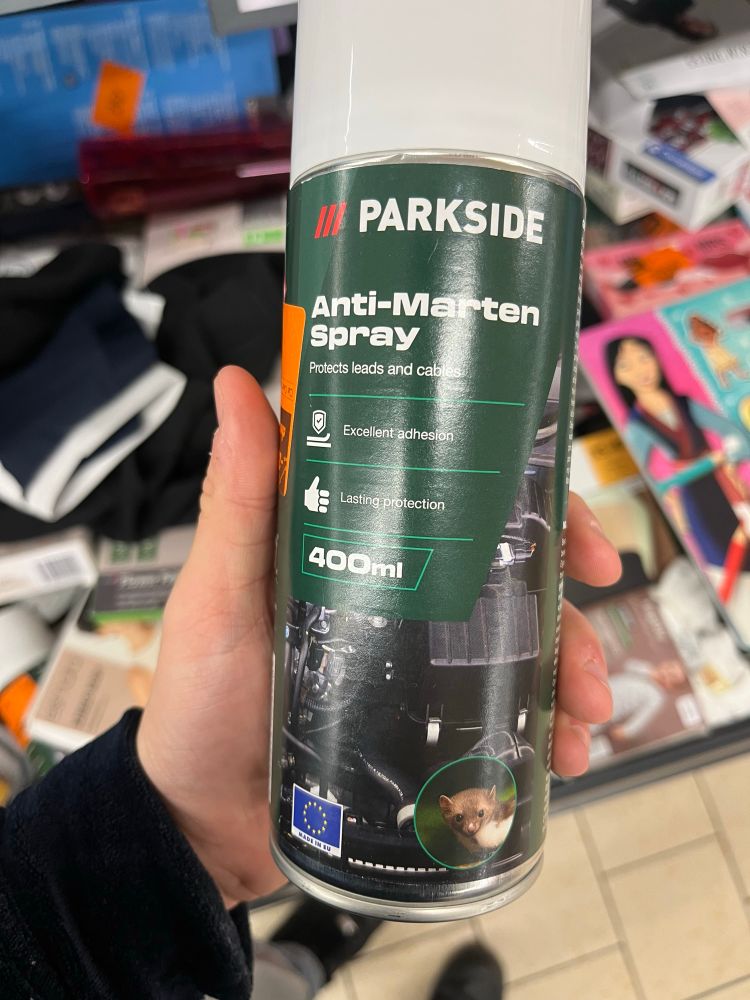 PARKSIDE
Anti-Marten
Spray
Protects leads and cables
Excellent adhesion
Lasting protection
400ml
MADE IN EU